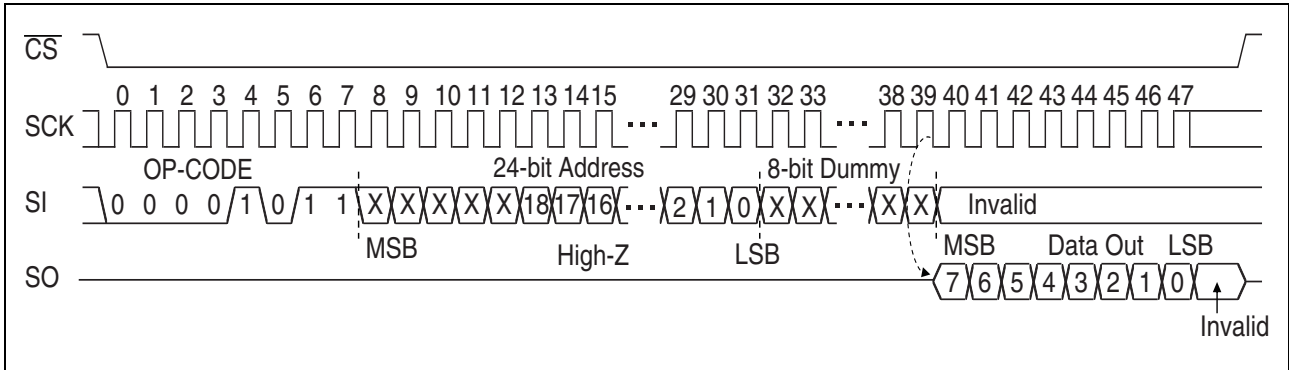 CS
0 1 2 3 4 5 6 7 8 9 10 11 12 13 14 15 29 30 31 32 33 38 39 40 41 42 43 44 45 46 47
SCK
OP-CODE 24-bit Address 8-bit Dummy
SI 0 0 0 0 1 0 1 1 X X X X X 18 17 16 2 1 0 X X X X Invalid
MSB High-Z LSB MSB Data Out LSB
SO 7 6 5 4 3 2 1 0
Invalid